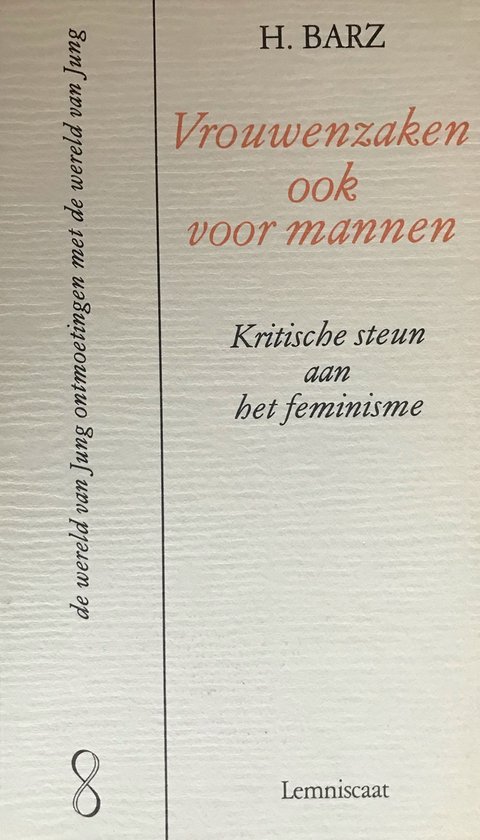 H. BARZ
Vrouwenzaken
ook
voor mannen
Kritische steun
aan
het feminisme
Lemniscaat
de wereld van Jung ontmoetingen met de wereld van Jung